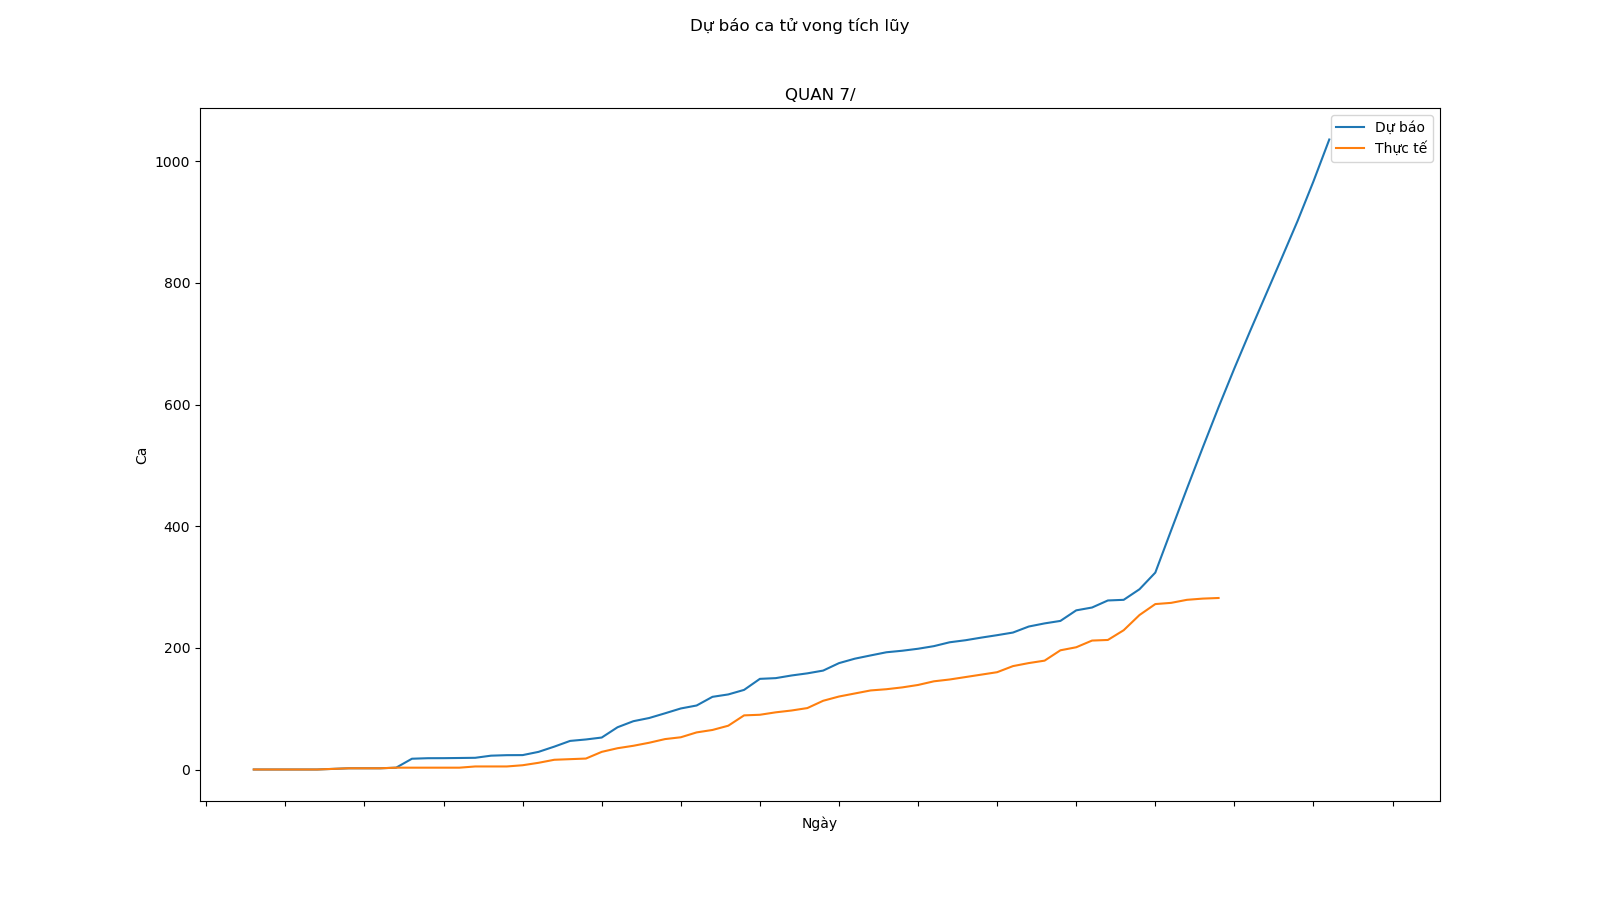 Dự báo ca tử vong tích lũy
QUAN 7/
Dự báo
Thực tế
1000
800
600
400
200
0
Ca
Ngày